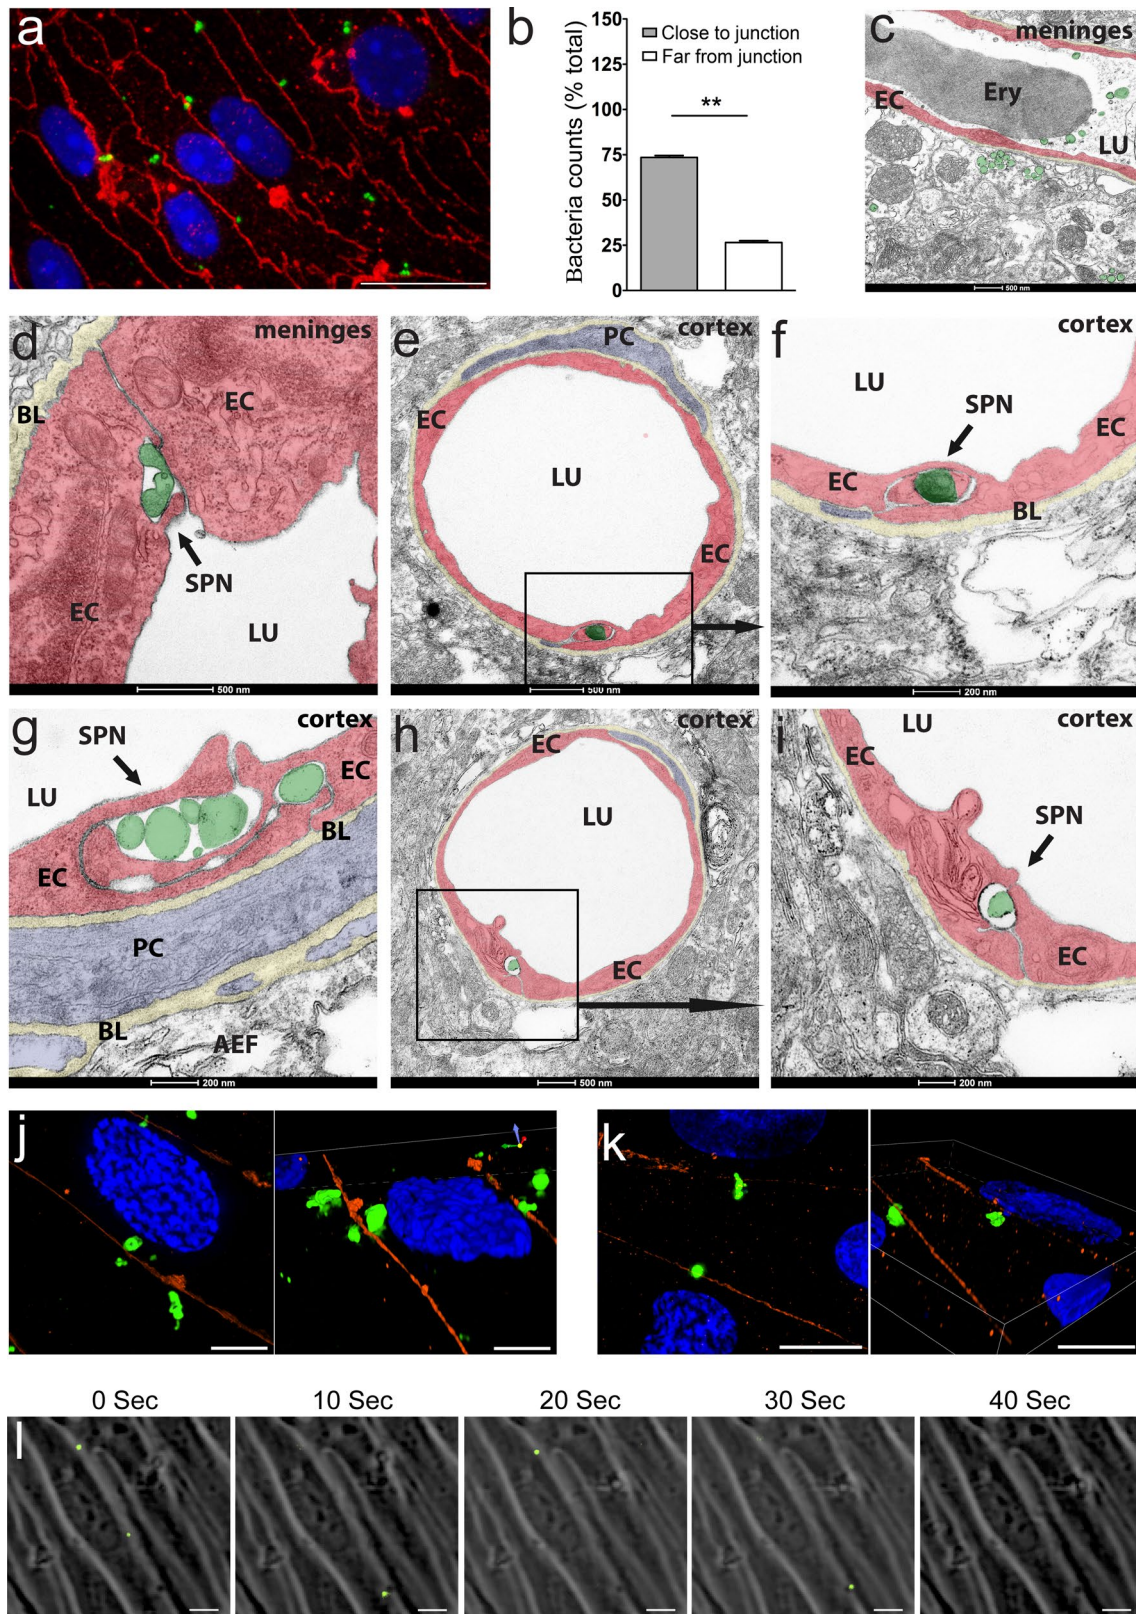 a
b
150
125
100
75
50
25
0
Bacteria counts (% total)
Close to junction
Far from junction
**
c
meninges
Ery
EC
LU
500 nm
d
meninges
BL
EC
SPN
EC
LU
500 nm
e
cortex
PC
EC
LU
EC
500 nm
f
cortex
LU
SPN
EC
EC
BL
200 nm
g
cortex
SPN
LU
EC
BL
EC
PC
BL
AEF
200 nm
h
cortex
EC
LU
EC
500 nm
i
cortex
LU
EC
SPN
EC
200 nm
j
k
0 Sec
10 Sec
20 Sec
30 Sec
40 Sec
l